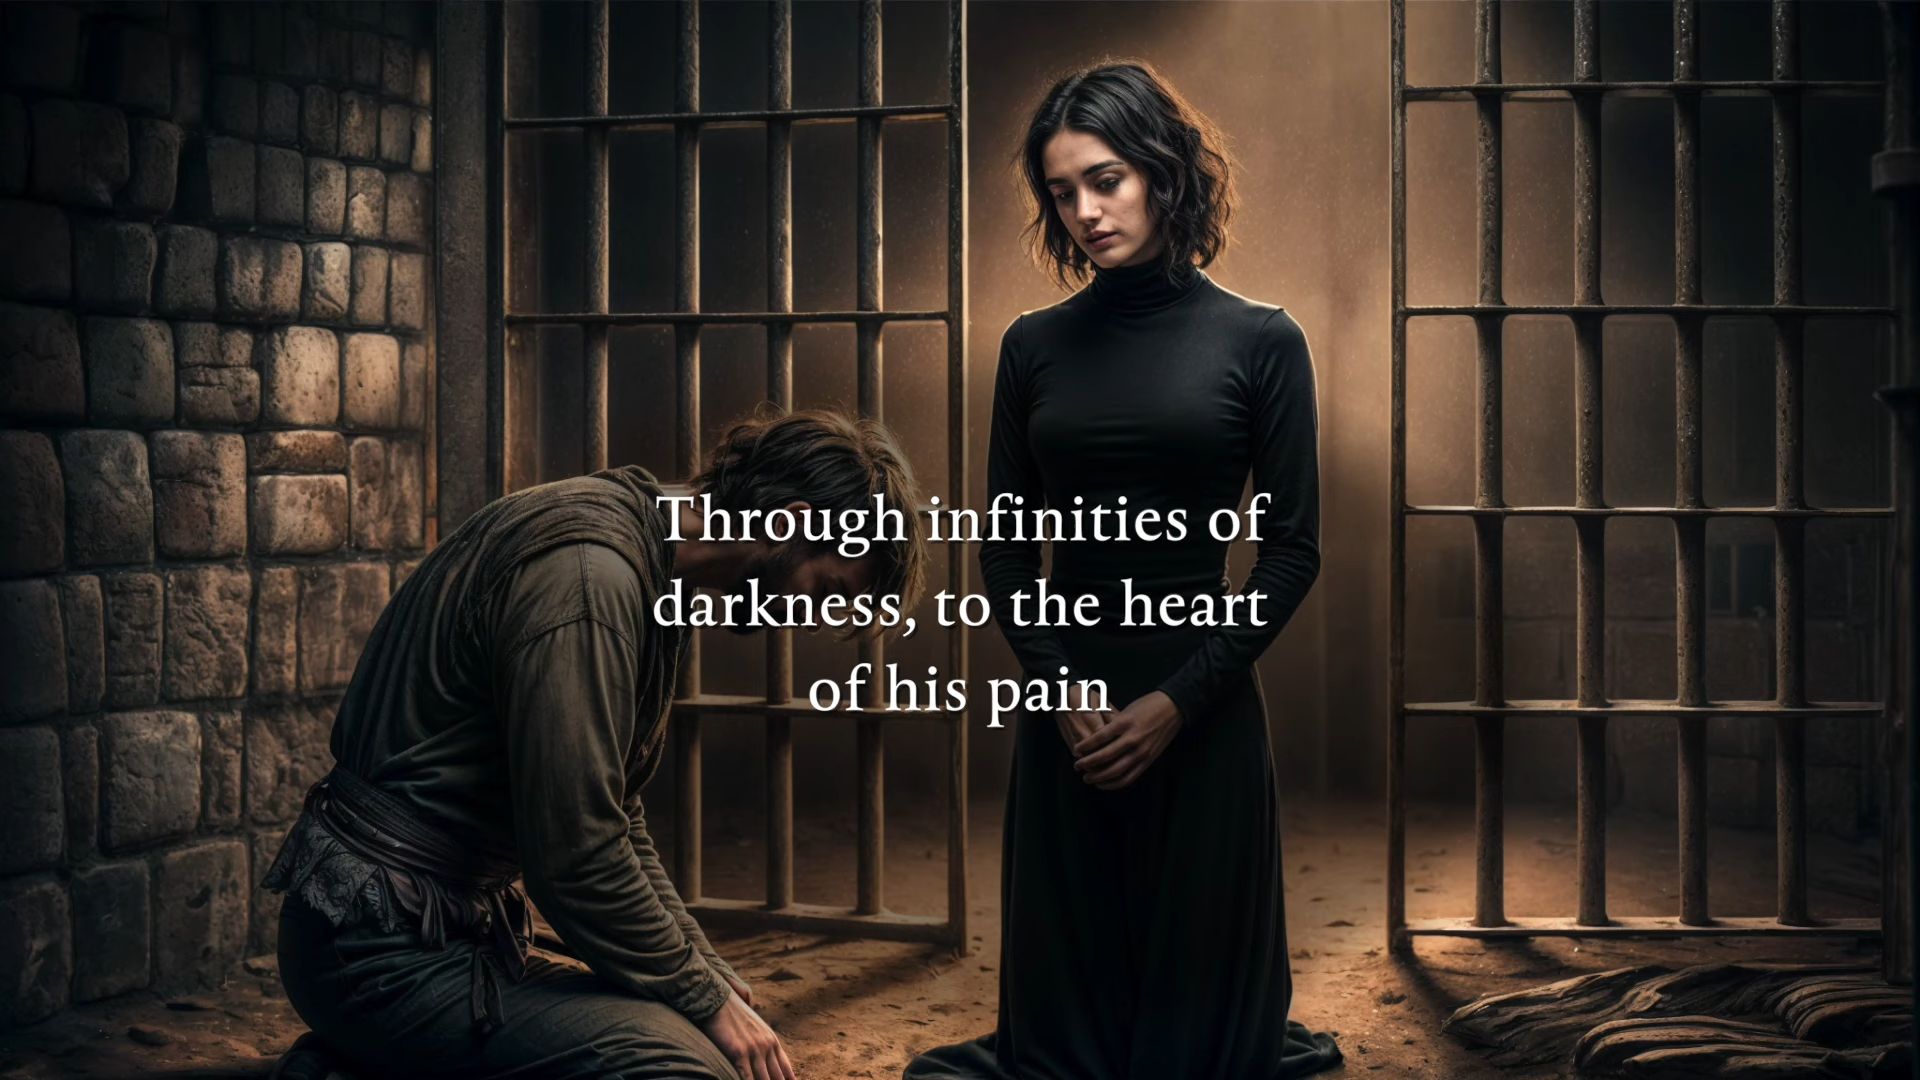 Through infinities of
darkness, to the heart
of his pain